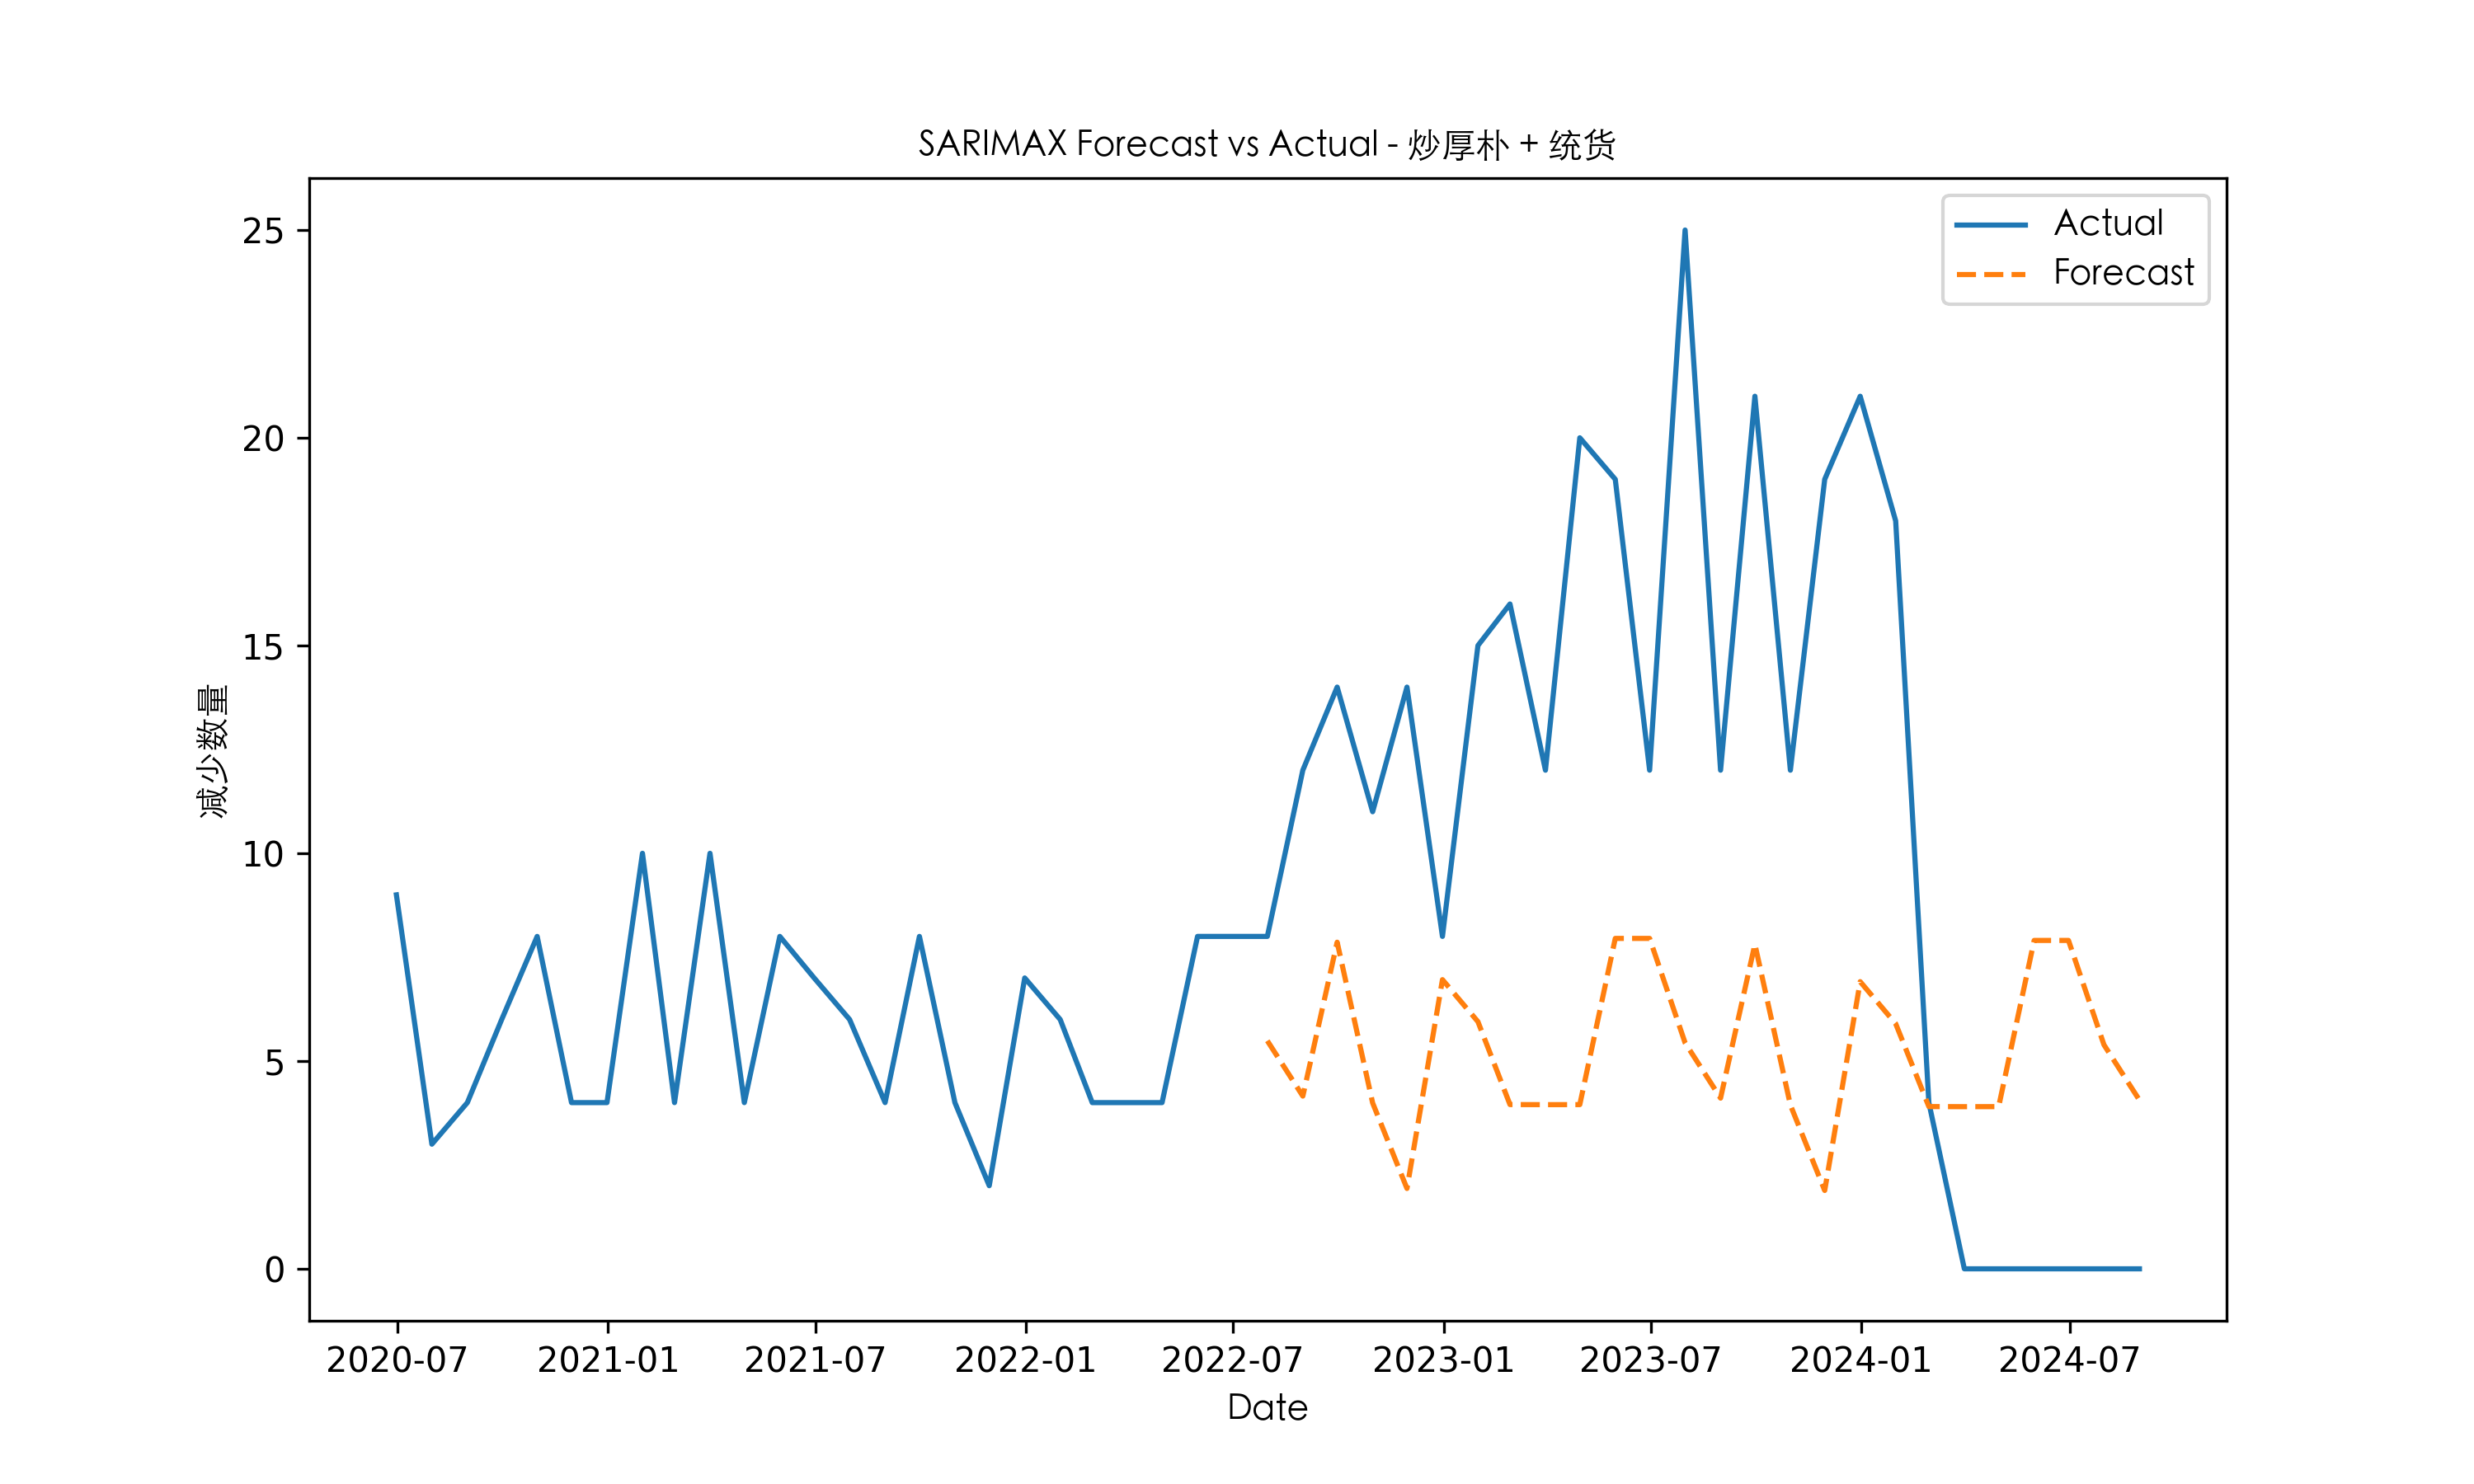 SARIMAX Forecast vs Actual - 炒厚朴 + 统货
Actual
Forecast
减少数量
25
20
15
10
5
0
2020-07 2021-01 2021-07 2022-01 2022-07 2023-01 2023-07 2024-01 2024-07
Date